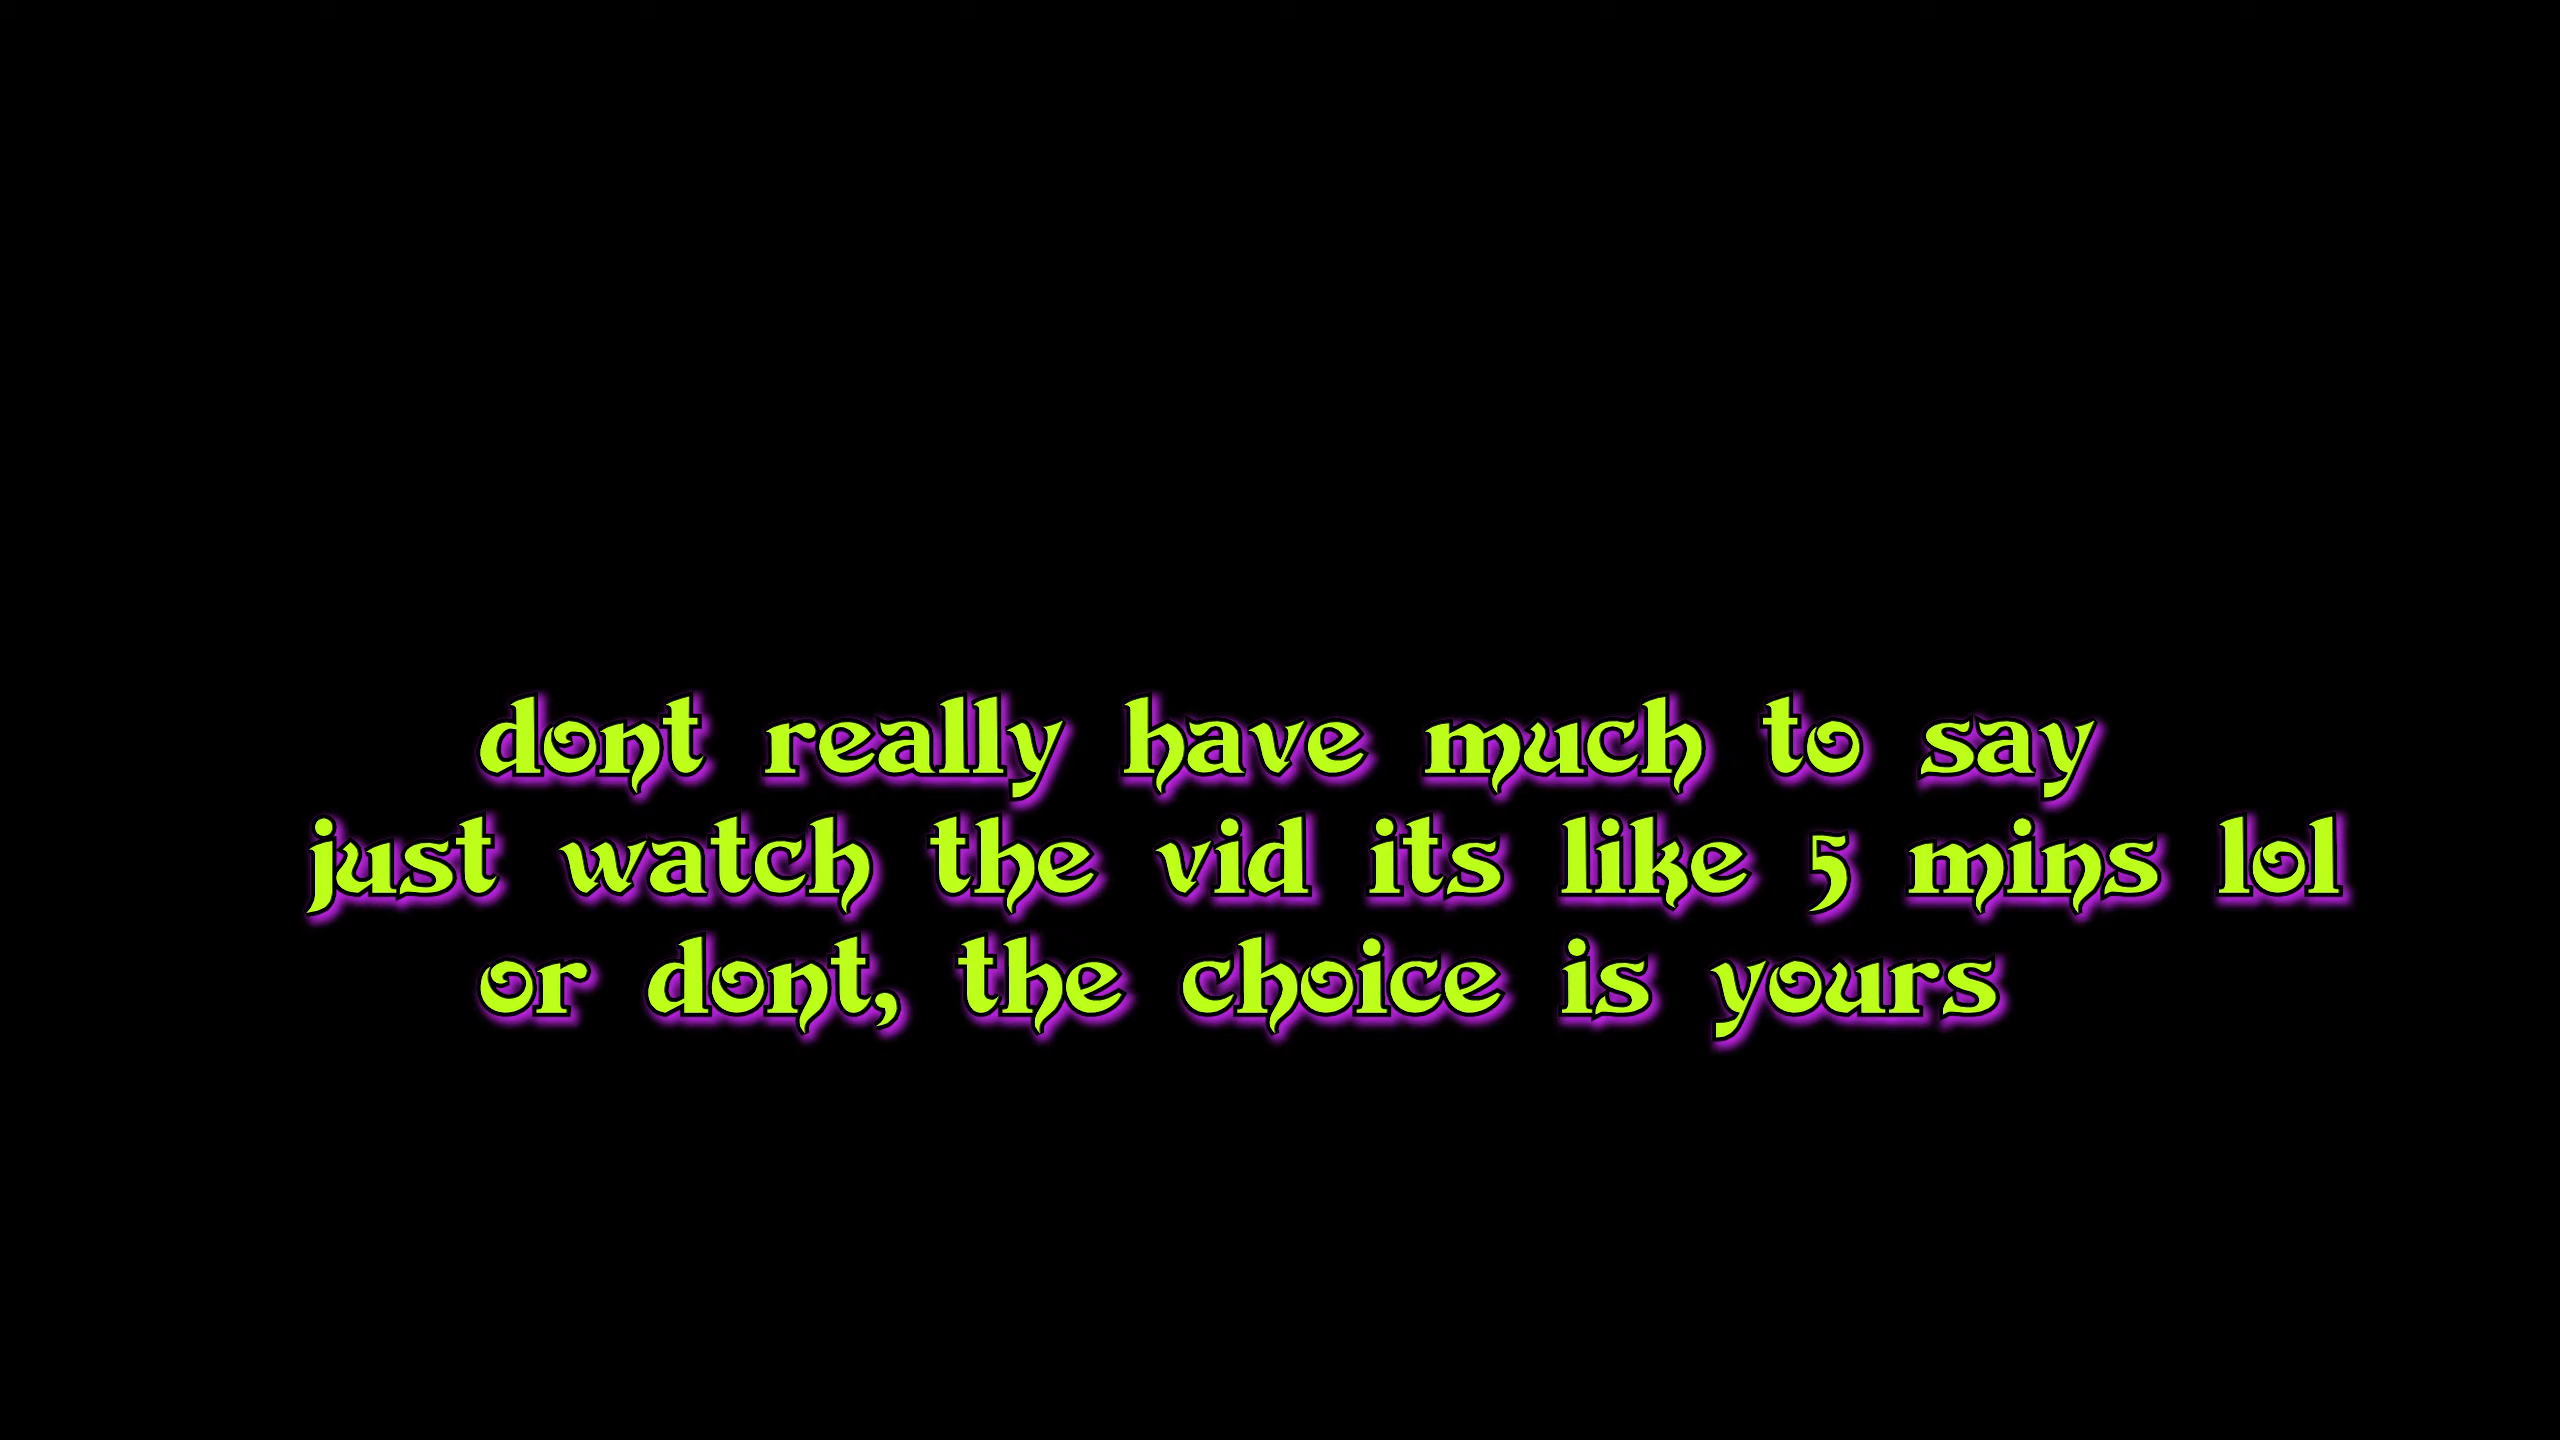 dont really have much to say
just watch the vid its like 5 mins lol
or dont, the choice is yours